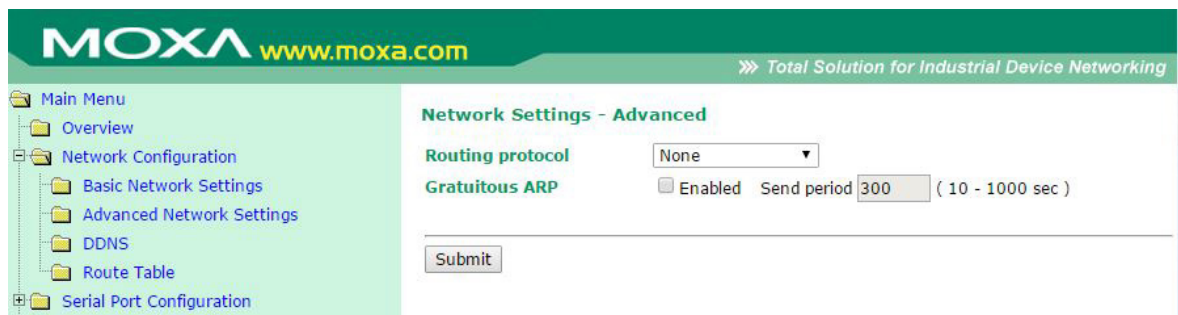 MOXA www.moxa.com
Total Solution for Industrial Device Networking
Main Menu
Overview
Network Configuration
Basic Network Settings
Advanced Network Settings
DDNS
Route Table
Serial Port Configuration
Network Settings - Advanced
Routing protocol None
Gratuitous ARP Enabled Send period 300 ( 10 - 1000 sec )
Submit